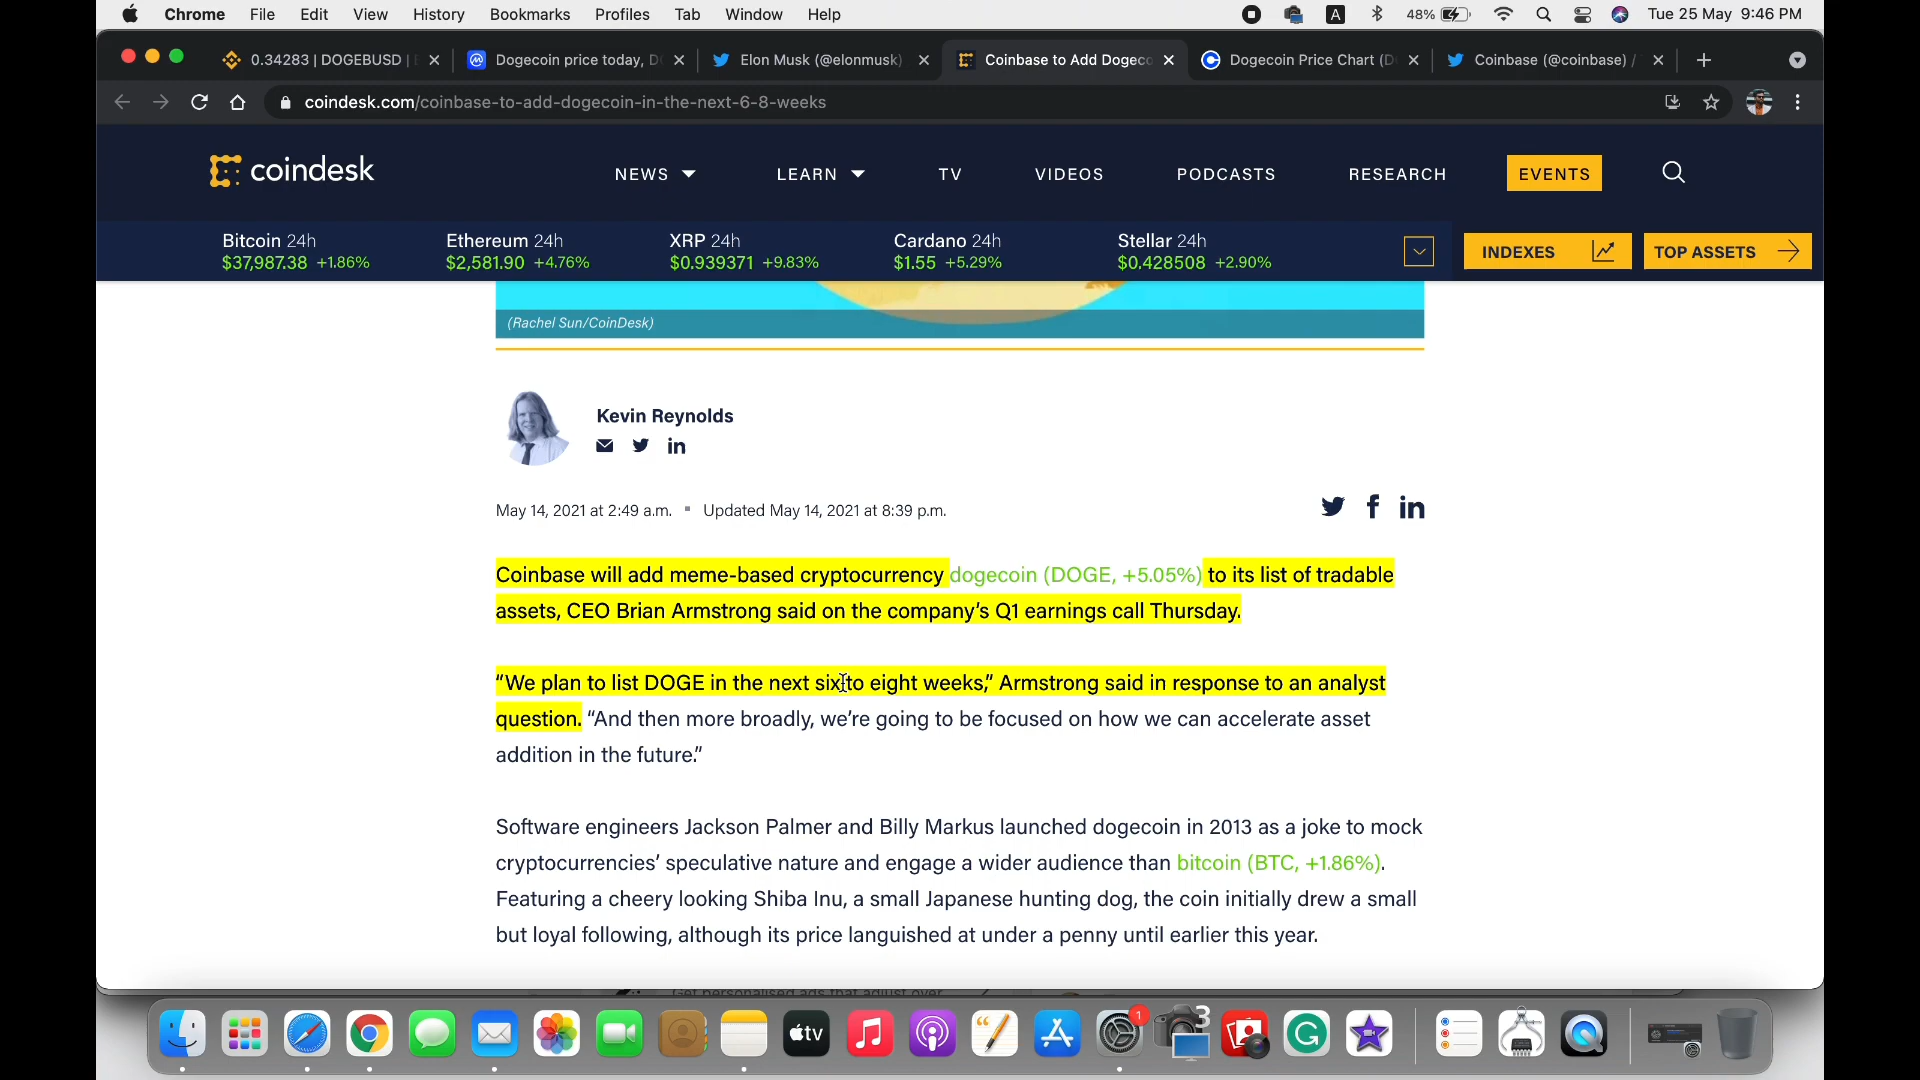 Chrome File Edit View History Bookmarks Profiles Tab Window Help
A 48% Tue 25 May 9:46 PM
0.34283 | DOGEBUSD |
Dogecoin price today,
Elon Musk (@elonmusk)
Coinbase to Add Dogeco
Dogecoin Price Chart (D
Coinbase (@coinbase) /
coindesk.com/coinbase-to-add-dogecoin-in-the-next-6-8-weeks
coindesk
NEWS LEARN TV VIDEOS PODCASTS RESEARCH EVENTS
Bitcoin 24h
$37,987.38 +1.86%
Ethereum 24h
$2,581.90 +4.76%
XRP 24h
$0.939371 +9.83%
Cardano 24h
$1.55 +5.29%
Stellar 24h
$0.428508 +2.90%
INDEXES
TOP ASSETS
(Rachel Sun/CoinDesk)
Kevin Reynolds
May 14, 2021 at 2:49 a.m. ▪ Updated May 14, 2021 at 8:39 p.m.
Coinbase will add meme-based cryptocurrency dogecoin (DOGE, +5.05%) to its list of tradable
assets, CEO Brian Armstrong said on the company’s Q1 earnings call Thursday.
“We plan to list DOGE in the next six to eight weeks,” Armstrong said in response to an analyst
question. “And then more broadly, we’re going to be focused on how we can accelerate asset
addition in the future.”
Software engineers Jackson Palmer and Billy Markus launched dogecoin in 2013 as a joke to mock
cryptocurrencies’ speculative nature and engage a wider audience than bitcoin (BTC, +1.86%).
Featuring a cheery looking Shiba Inu, a small Japanese hunting dog, the coin initially drew a small
but loyal following, although its price languished at under a penny until earlier this year.
tv
1
3